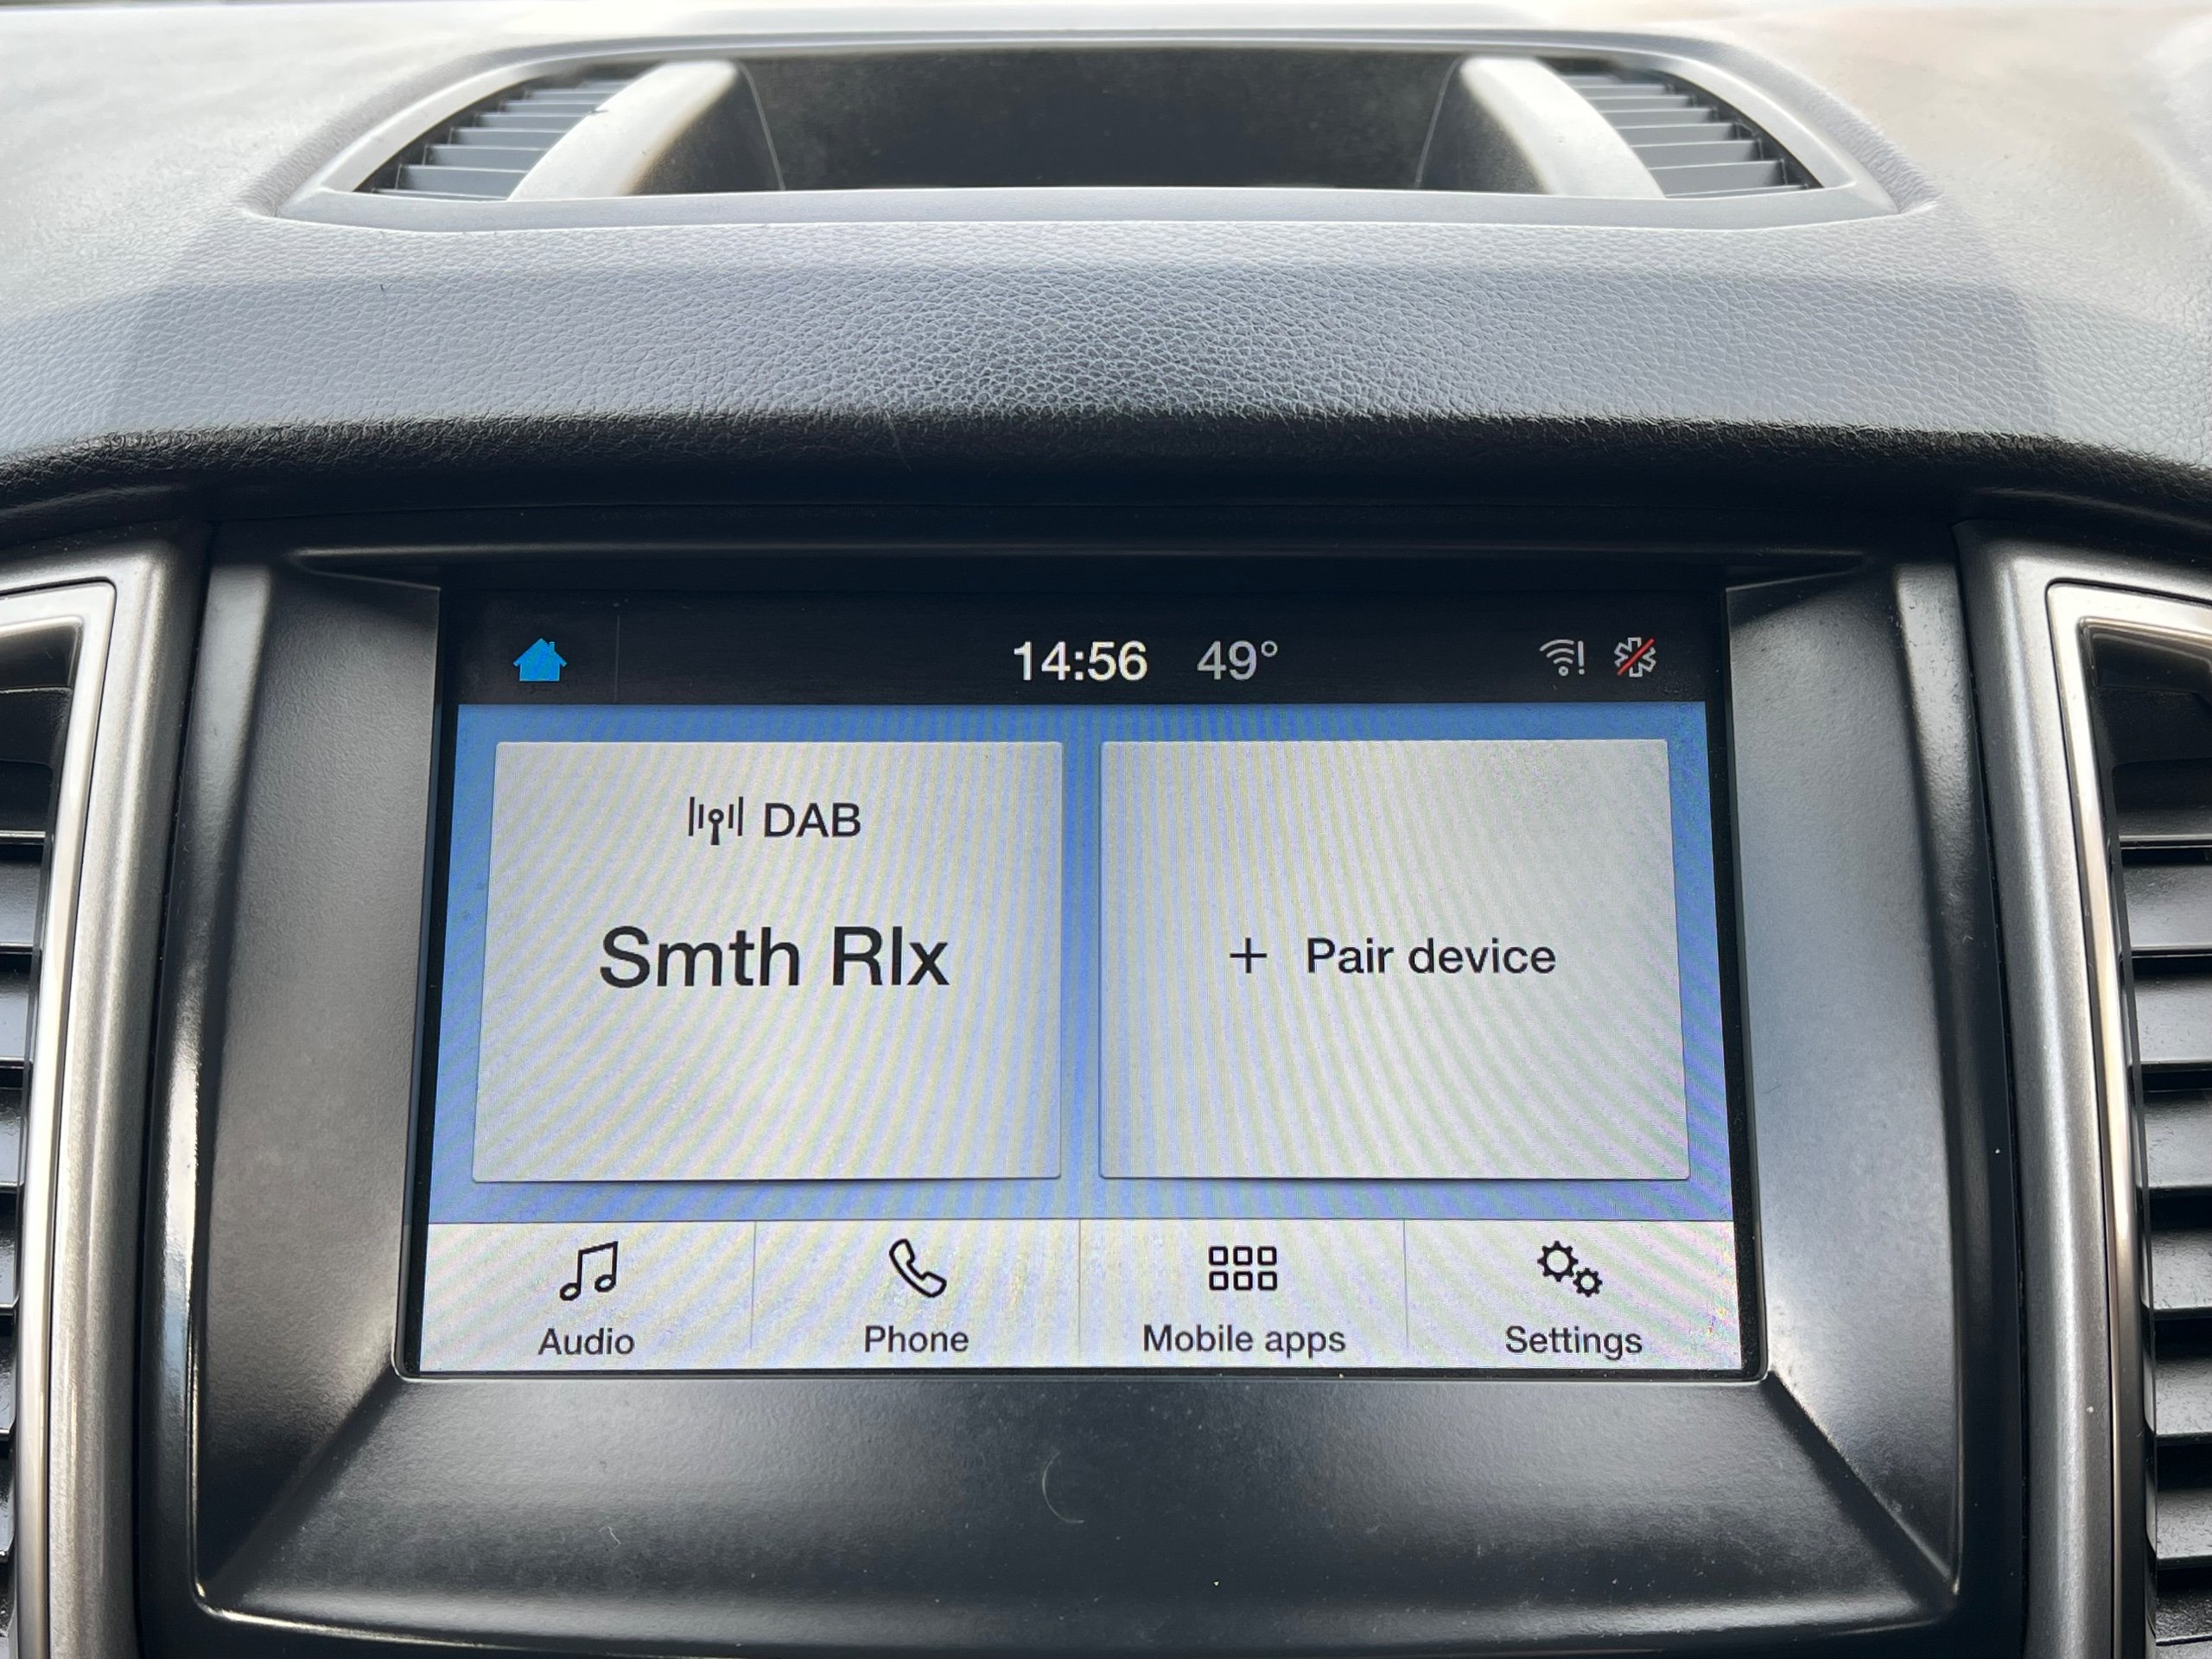 14:56 49°
DAB
Smth Rlx
+ Pair device
Audio
Phone
Mobile apps
Settings